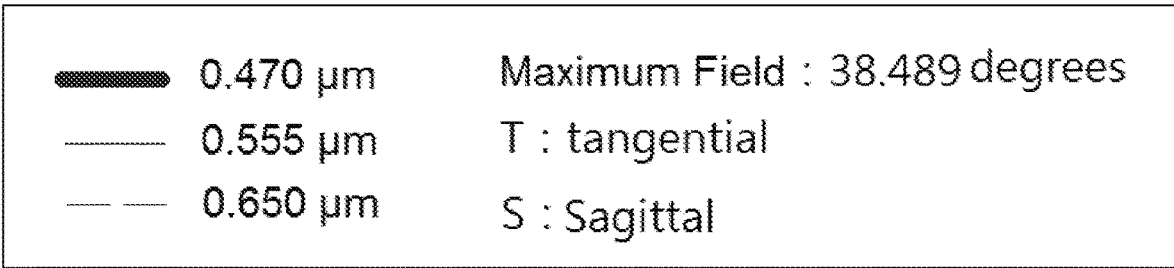 0.470 µm Maximum Field : 38.489 degrees
0.555 µm T : tangential
0.650 µm S : Sagittal